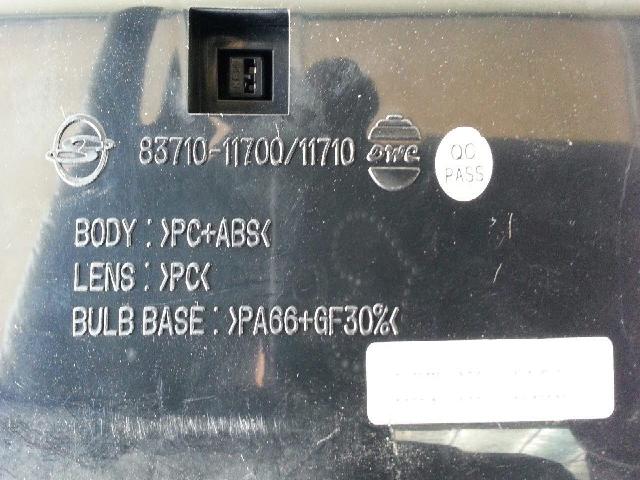 83710-11700/11710
QC
PASS
BODY : >PC+ABS<
LENS : >PC<
BULB BASE : >PA66+GF30%<